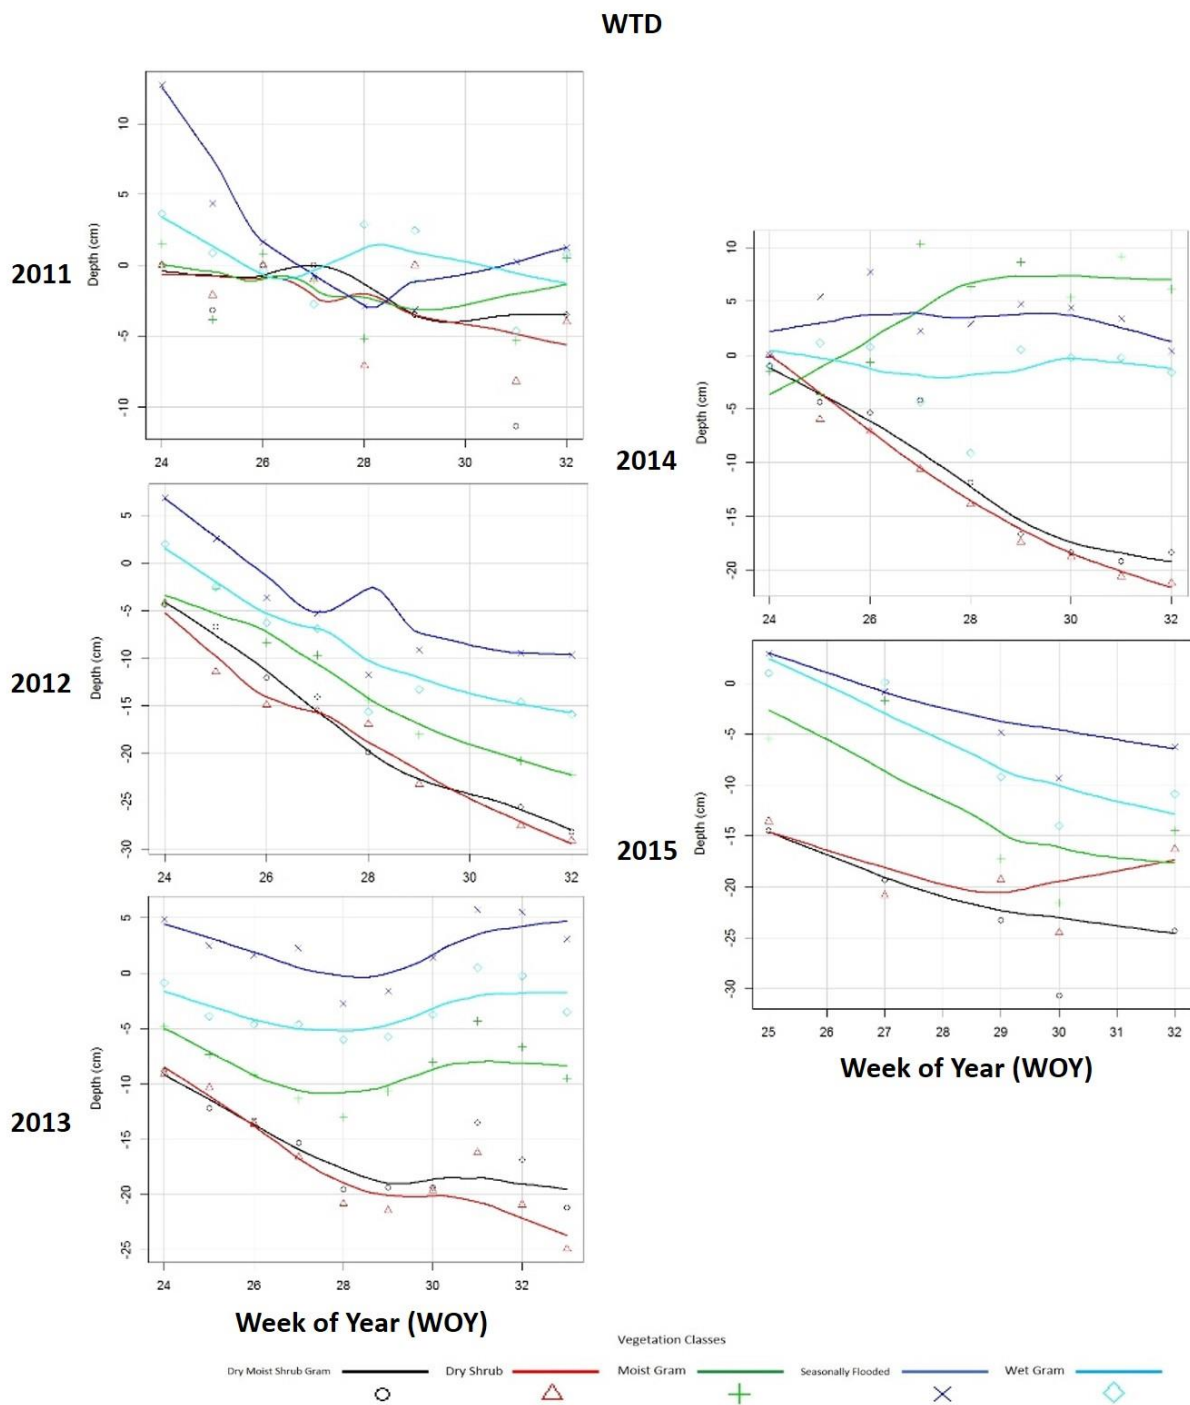 WTD
2011
Depth (cm)
10
5
0
-5
-10
24 26 28 30 32
2012
Depth (cm)
5
0
-5
-10
-15
-20
-25
-30
24 26 28 30 32
2013
Depth (cm)
5
0
-5
-10
-15
-20
-25
24 26 28 30 32
Week of Year (WOY)
2014
Depth (cm)
10
5
0
-5
-10
-15
-20
24 26 28 30 32
2015
Depth (cm)
0
-5
-10
-15
-20
-25
-30
25 26 27 28 29 30 31 32
Week of Year (WOY)
Vegetation Classes
Dry Moist Shrub Gram Dry Shrub Moist Gram Seasonally Flooded Wet Gram